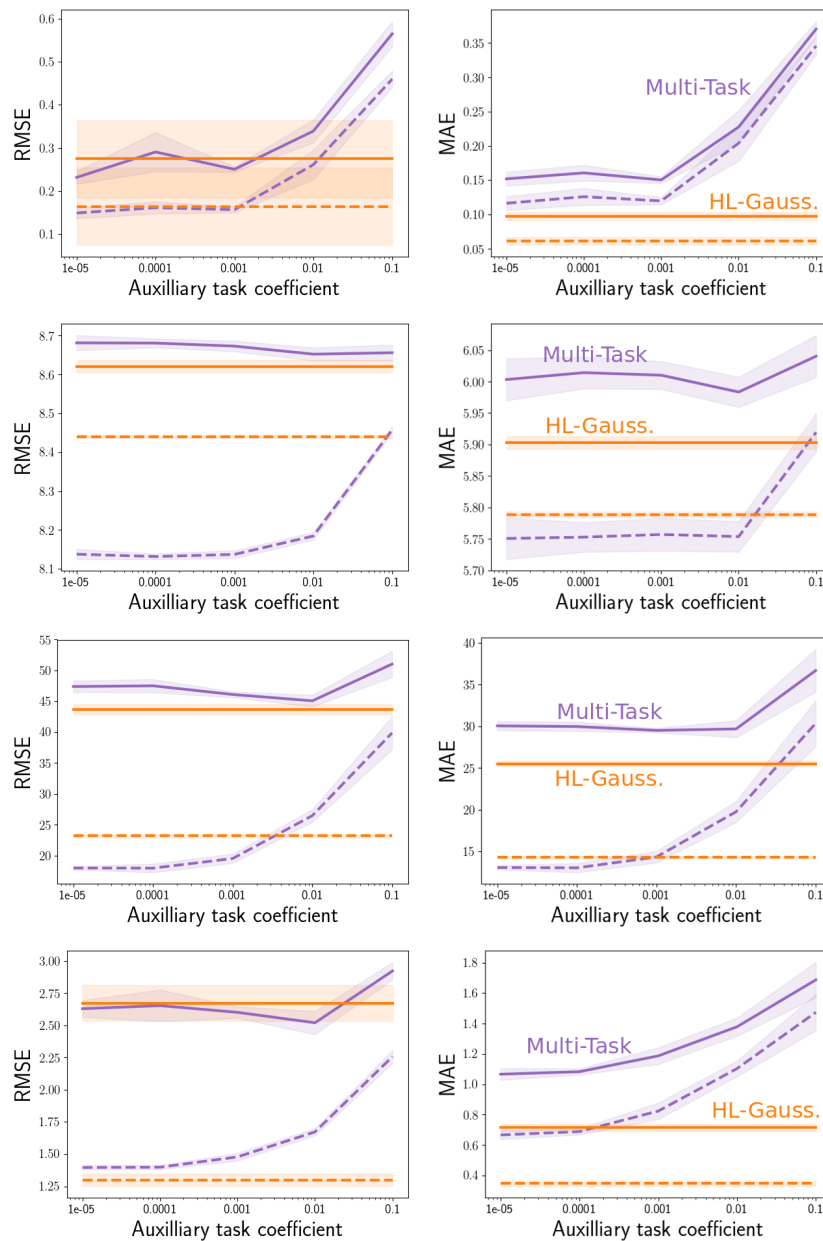 0.6
0.5
0.4
0.3
0.2
0.1
RMSE
1e-05 0.0001 0.001 0.01 0.1
Auxilliary task coefficient
0.35
0.30
0.25
0.20
0.15
0.10
0.05
MAE
Multi-Task
HL-Gauss.
1e-05 0.0001 0.001 0.01 0.1
Auxilliary task coefficient
8.7
8.6
8.5
8.4
8.3
8.2
8.1
RMSE
1e-05 0.0001 0.001 0.01 0.1
Auxilliary task coefficient
6.05
6.00
5.95
5.90
5.85
5.80
5.75
5.70
MAE
Multi-Task
HL-Gauss.
1e-05 0.0001 0.001 0.01 0.1
Auxilliary task coefficient
55
50
45
40
35
30
25
20
RMSE
1e-05 0.0001 0.001 0.01 0.1
Auxilliary task coefficient
40
35
30
25
20
15
MAE
Multi-Task
HL-Gauss.
1e-05 0.0001 0.001 0.01 0.1
Auxilliary task coefficient
3.00
2.75
2.50
2.25
2.00
1.75
1.50
1.25
RMSE
1e-05 0.0001 0.001 0.01 0.1
Auxilliary task coefficient
1.8
1.6
1.4
1.2
1.0
0.8
0.6
0.4
MAE
Multi-Task
HL-Gauss.
1e-05 0.0001 0.001 0.01 0.1
Auxilliary task coefficient